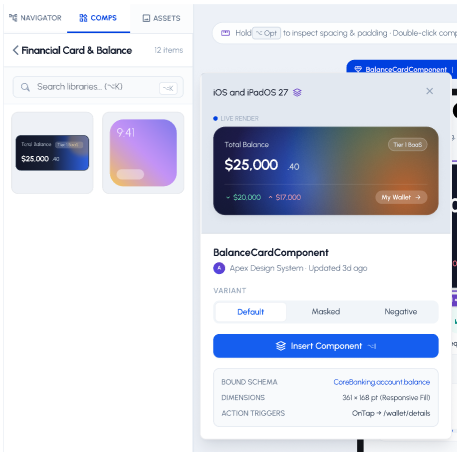 NAVIGATOR COMPS ASSETS
Financial Card & Balance 12 items
Search libraries... (⌥K)
Total Balance
$25,000 .40
9:41
Hold ⌥ Opt to inspect spacing & padding · Double-click comp
BalanceCardComponent
iOS and iPadOS 27
LIVE RENDER
Total Balance Tier 1 BaaS
$25,000 .40
$20,000 $17,000 My Wallet →
BalanceCardComponent
A Apex Design System · Updated 3d ago
VARIANT
Default Masked Negative
Insert Component
BOUND SCHEMA CoreBanking.account.balance
DIMENSIONS 361 × 168 pt (Responsive Fill)
ACTION TRIGGERS OnTap → /wallet/details